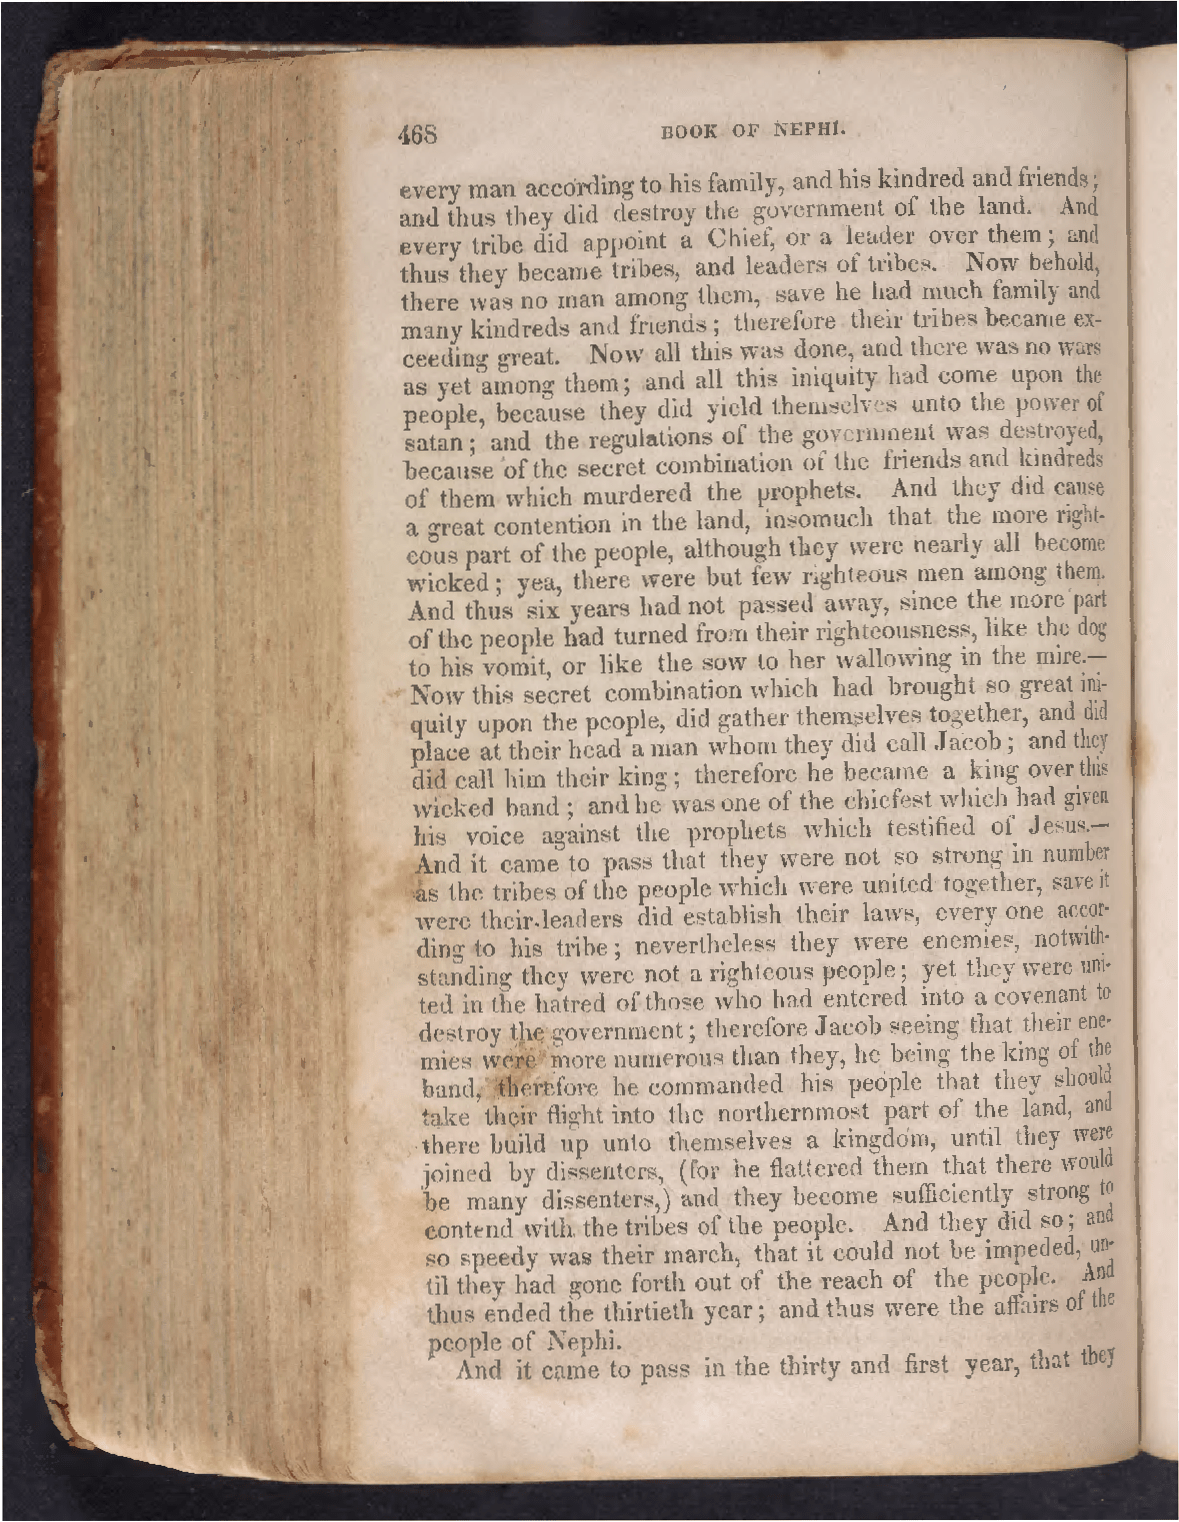 468 BOOK OF NEPHI.
every man according to his family, and his kindred and friends;
and thus they did destroy the government of the land. And
every tribe did appoint a Chief, or a leader over them; and
thus they became tribes, and leaders of tribes. Now behold,
there was no man among them, save he had much family and
many kindreds and friends; therefore their tribes became ex-
ceeding great. Now all this was done, and there was no wars
as yet among them; and all this iniquity had come upon the
people, because they did yield themselves unto the power of
satan; and the regulations of the government was destroyed,
because of the secret combination of the friends and kindreds
of them which murdered the prophets. And they did cause
a great contention in the land, insomuch that the more right-
eous part of the people, although they were nearly all become
wicked; yea, there were but few righteous men among them.
And thus six years had not passed away, since the more part
of the people had turned from their righteousness, like the dog
to his vomit, or like the sow to her wallowing in the mire.—
Now this secret combination which had brought so great ini-
quity upon the people, did gather themselves together, and did
place at their head a man whom they did call Jacob; and they
did call him their king; therefore he became a king over this
wicked band; and he was one of the chiefest which had given
his voice against the prophets which testified of Jesus.—
And it came to pass that they were not so strong in number
as the tribes of the people which were united together, save it
were their leaders did establish their laws, every one accor-
ding to his tribe; nevertheless they were enemies, notwith-
standing they were not a righteous people; yet they were uni-
ted in the hatred of those who had entered into a covenant to
destroy the government; therefore Jacob seeing that their ene-
mies were more numerous than they, he being the king of the
band, therefore he commanded his people that they should
take their flight into the northernmost part of the land, and
there build up unto themselves a kingdom, until they were
joined by dissenters, (for he flattered them that there would
be many dissenters,) and they become sufficiently strong to
contend with the tribes of the people. And they did so; and
so speedy was their march, that it could not be impeded, un-
til they had gone forth out of the reach of the people. And
thus ended the thirtieth year; and thus were the affairs of the
people of Nephi.
And it came to pass in the thirty and first year, that they